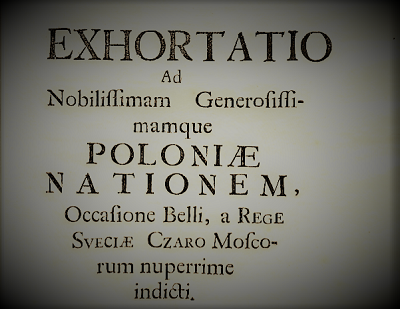 EXHORTATIO
Ad
Nobiliſſimam Generoſiſſi-
mamque
POLONIÆ
NATIONEM,
Occaſione Belli, a REGE
SVECIÆ CZARO Moſco-
rum nuperrime
indicti.